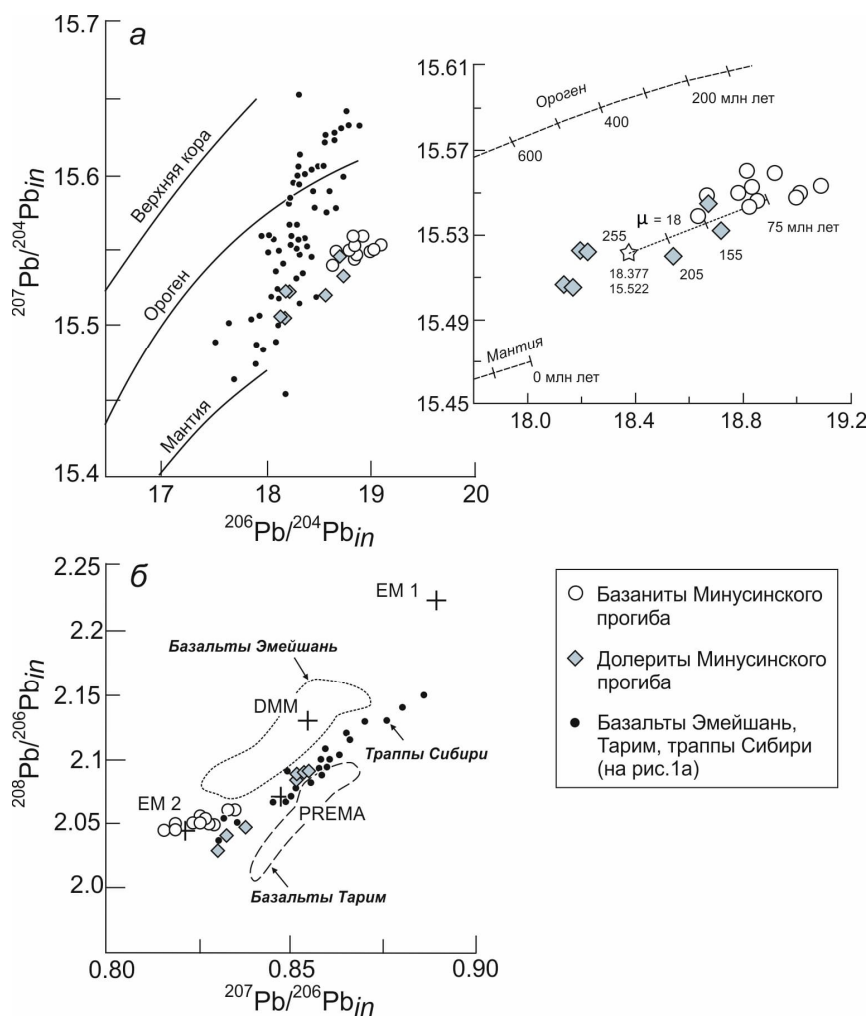 а
15.7
15.6
15.5
15.4
17
18
19
20
207Pb/204Pbin
206Pb/204Pbin
Верхняя кора
Ороген
Мантия
15.61
15.57
15.53
15.49
15.45
18.0
18.4
18.8
19.2
Ороген
200 млн лет
400
600
μ = 18
75 млн лет
255
18.377
15.522
155
205
Мантия
0 млн лет
б
2.25
2.2
2.15
2.1
2.05
2.0
0.80
0.85
0.90
208Pb/206Pbin
207Pb/206Pbin
EM 1
Базальты Эмейшань
DMM
Траппы Сибири
EM 2
PREMA
Базальты Тарим
Базаниты Минусинского
прогиба
Долериты Минусинского
прогиба
Базальты Эмейшань,
Тарим, траппы Сибири
(на рис.1а)